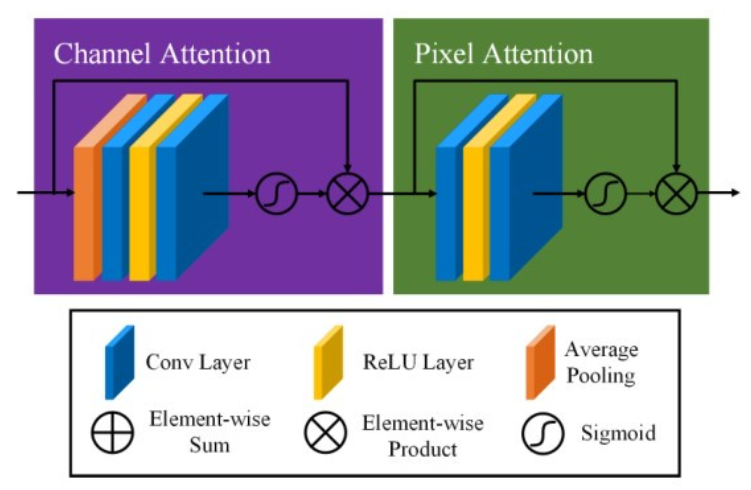 Channel Attention
Pixel Attention
Conv Layer
ReLU Layer
Average
Pooling
Element-wise
Sum
Element-wise
Product
Sigmoid